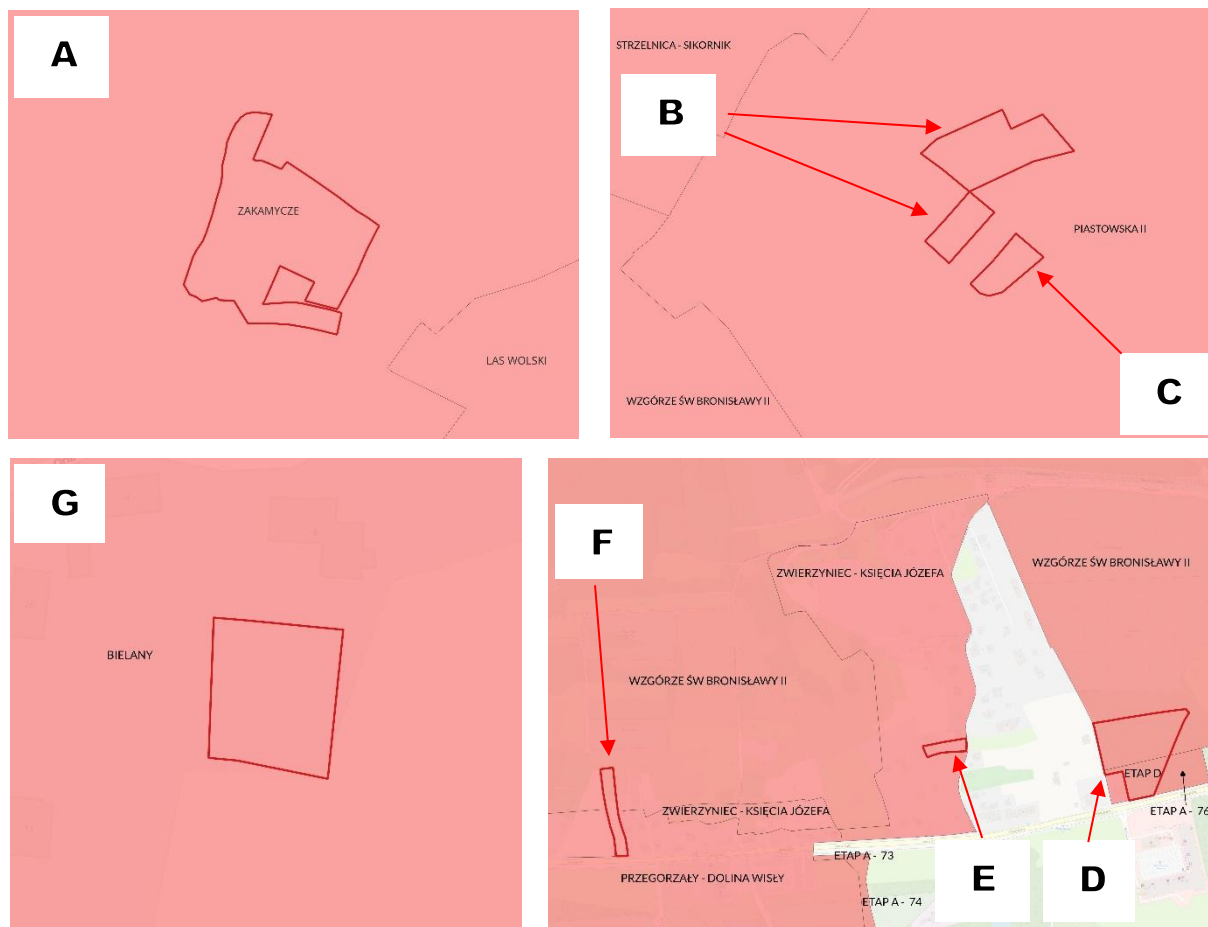 A
ZAKAMYCZE
LAS WOLSKI
STRZELNICA - SIKORNIK
B
PIASTOWSKA II
C
WZGÓRZE ŚW BRONISŁAWY II
G
BIELANY
F
WZGÓRZE ŚW BRONISŁAWY II
ZWIERZYNIEC - KSIĘCIA JÓZEFA
WZGÓRZE ŚW BRONISŁAWY II
ETAP D
ZWIERZYNIEC - KSIĘCIA JÓZEFA
ETAP A - 76
ETAP A - 73
PRZEGORZAŁY - DOLINA WISŁY
E
D
ETAP A - 74